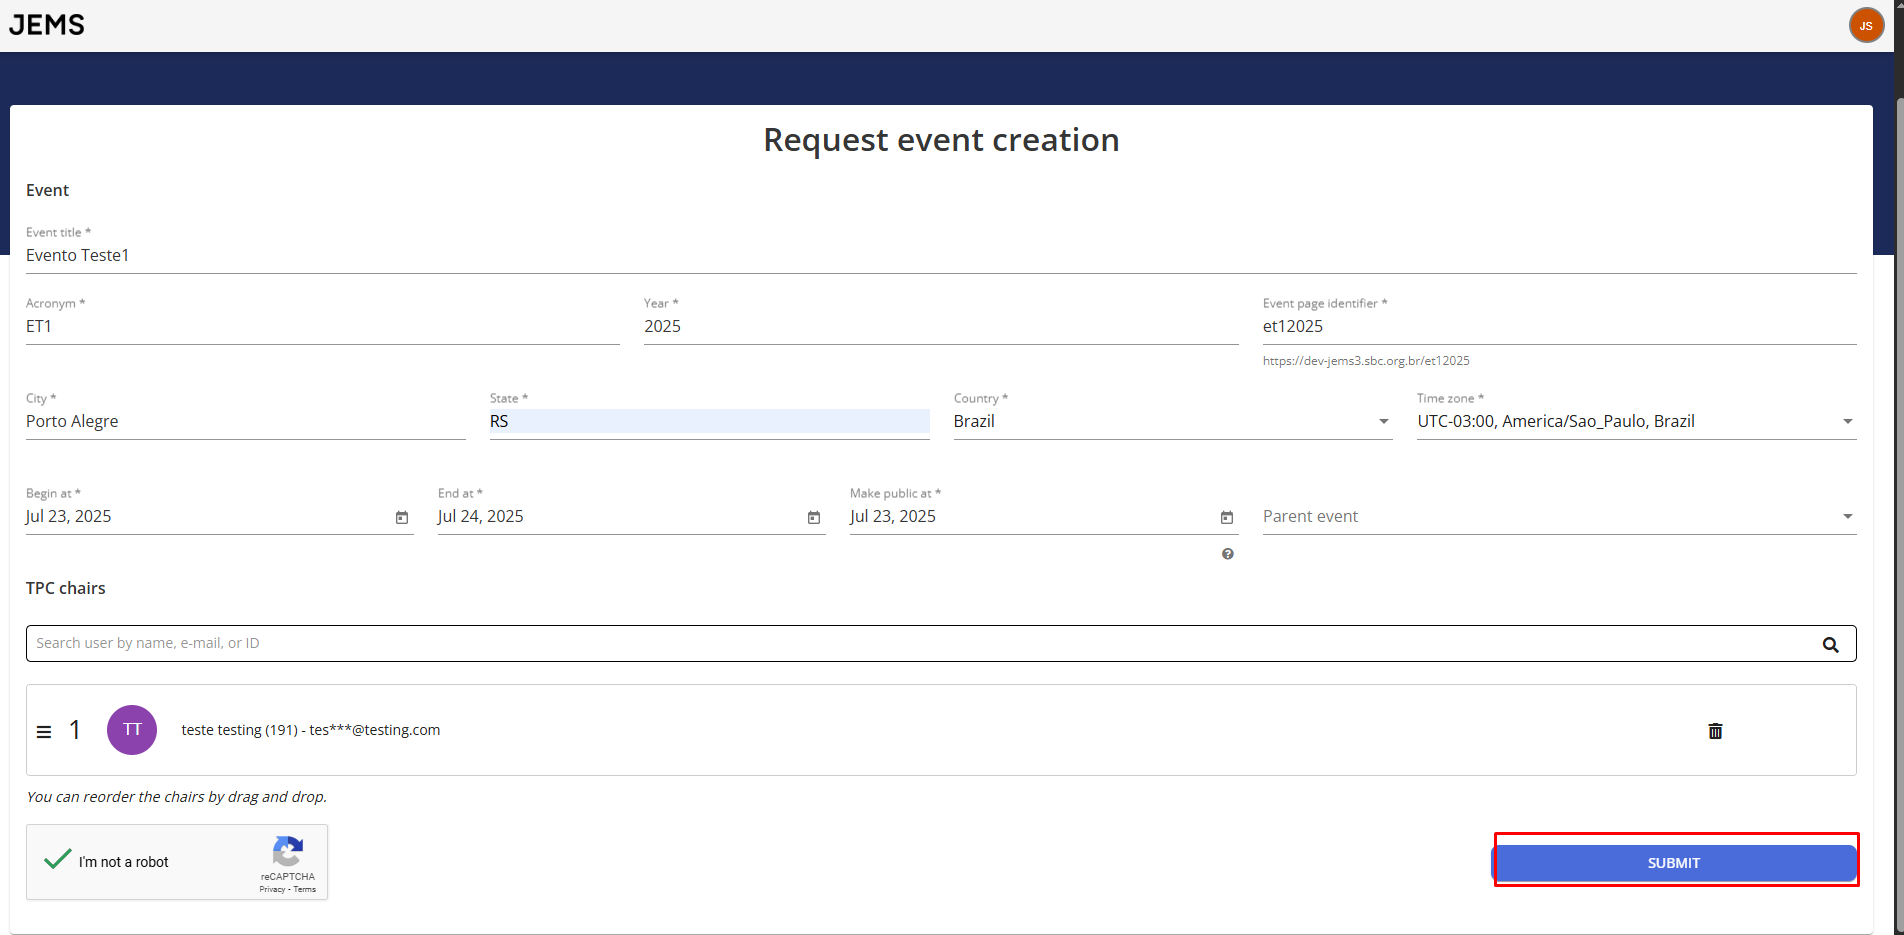 JEMS
JS
Request event creation
Event
Event title *
Evento Teste1
Acronym *
Year *
Event page identifier *
ET1
2025
et12025
https://dev-jems3.sbc.org.br/et12025
City *
State *
Country *
Time zone *
Porto Alegre
RS
Brazil
UTC-03:00, America/Sao_Paulo, Brazil
Begin at *
End at *
Make public at *
Jul 23, 2025
Jul 24, 2025
Jul 23, 2025
Parent event
?
TPC chairs
Search user by name, e-mail, or ID
1
TT
teste testing (191) - tes***@testing.com
You can reorder the chairs by drag and drop.
I'm not a robot
reCAPTCHA
Privacy - Terms
SUBMIT